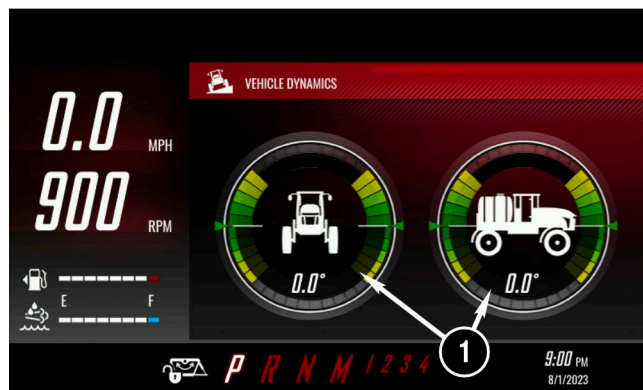 VEHICLE DYNAMICS
0.0 MPH
900 RPM
0.0°
0.0°
E F
1
P R N M 1 2 3 4
9:00 PM
8/1/2023